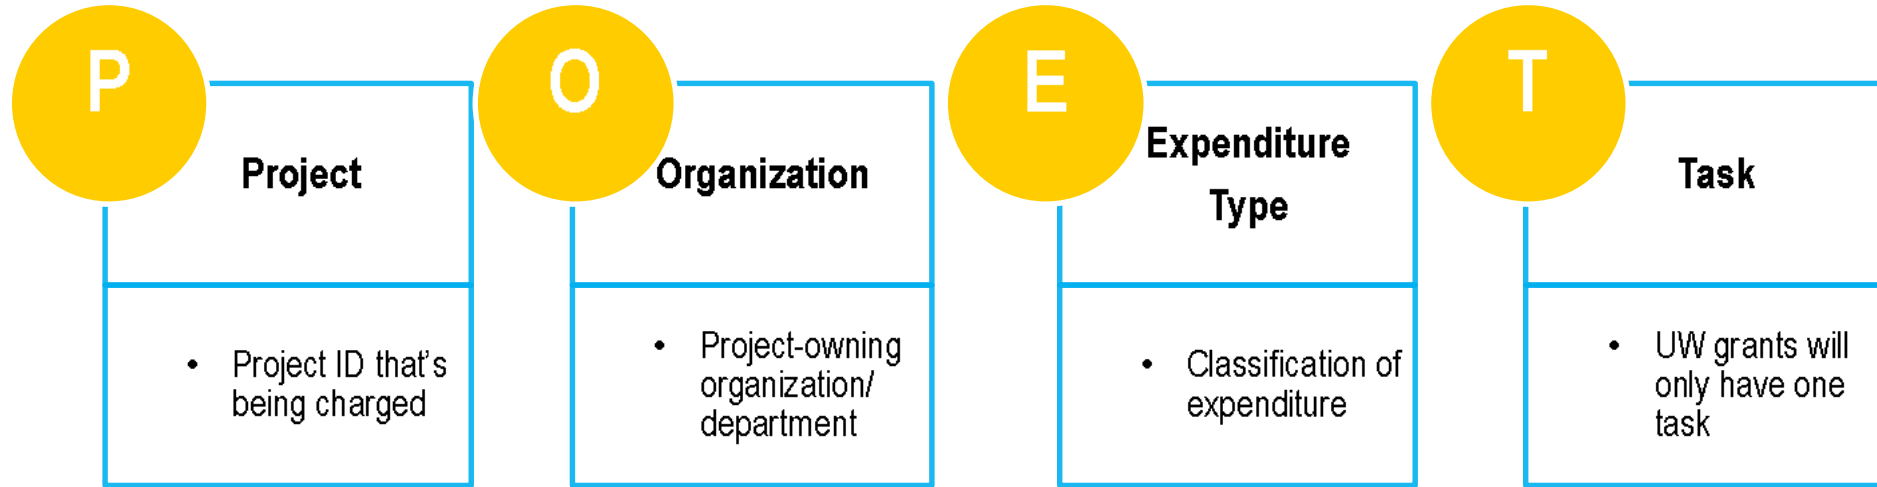 P
Project
• Project ID that's
being charged
O
Organization
• Project-owning
organization/
department
E
Expenditure
Type
• Classification of
expenditure
T
Task
• UW grants will
only have one
task